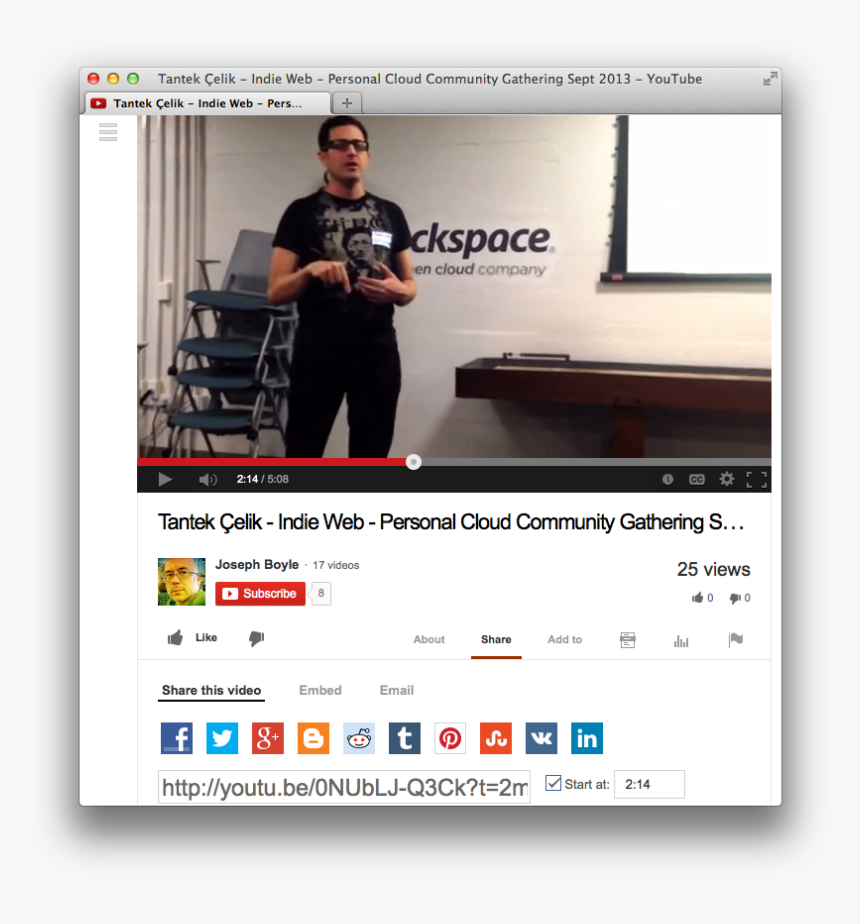 Tantek Çelik – Indie Web – Personal Cloud Community Gathering Sept 2013 – YouTube
Tantek Çelik – Indie Web – Pers...
ckspace
en cloud company
2:14 / 5:08
CC
Tantek Çelik - Indie Web - Personal Cloud Community Gathering S...
Joseph Boyle · 17 videos
25 views
Subscribe 8
0 0
Like
About Share Add to
Share this video Embed Email
http://youtu.be/0NUbLJ-Q3Ck?t=2m
Start at: 2:14